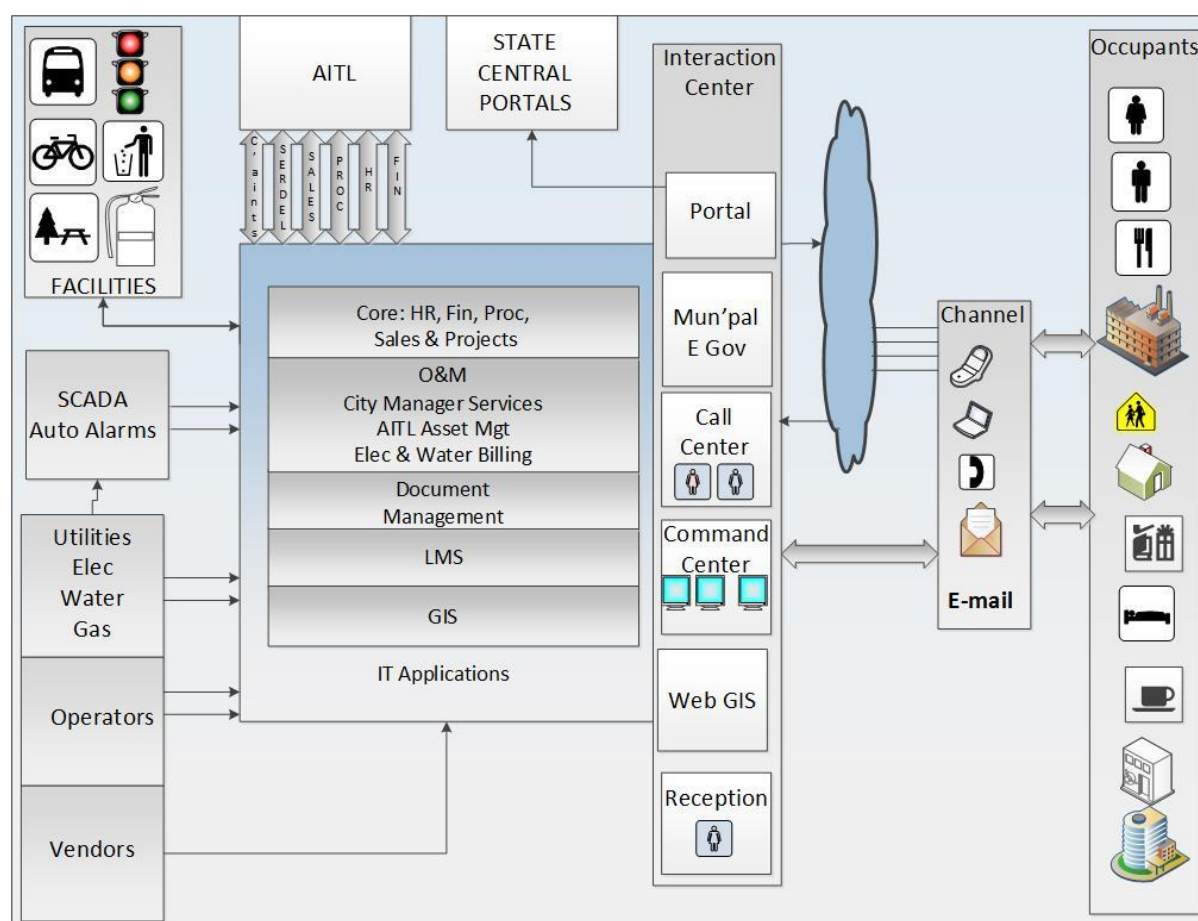 FACILITIES
SCADA
Auto Alarms
Utilities
Elec
Water
Gas
Operators
Vendors
AITL
C'aints
SERDEL
SALES
PROC
HR
FIN
STATE
CENTRAL
PORTALS
Core: HR, Fin, Proc,
Sales & Projects
O&M
City Manager Services
AITL Asset Mgt
Elec & Water Billing
Document
Management
LMS
GIS
IT Applications
Interaction
Center
Portal
Mun'pal
E Gov
Call
Center
Command
Center
Web GIS
Reception
Channel
E-mail
Occupants